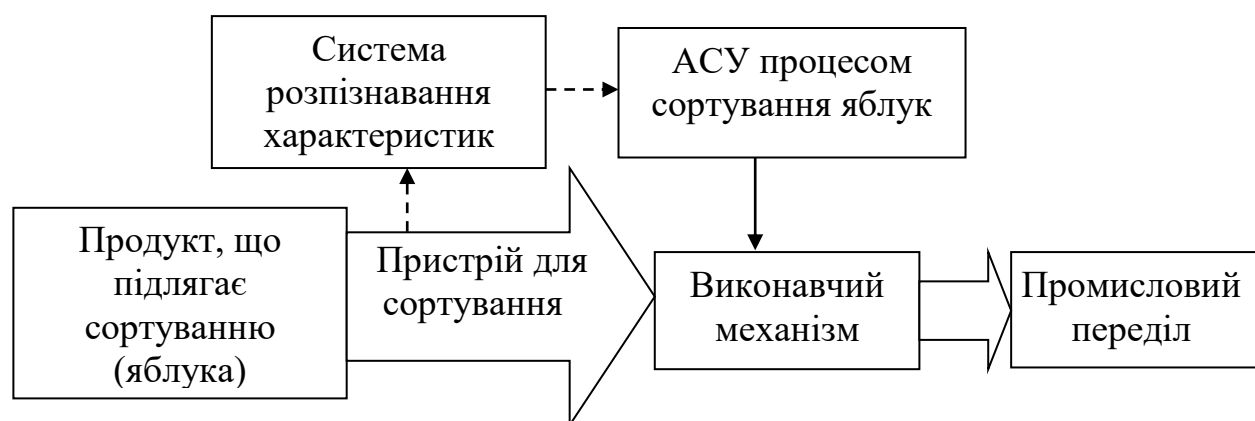 Система
розпізнавання
характеристик
АСУ процесом
сортування яблук
Продукт, що
підлягає
сортуванню
(яблука)
Пристрій для
сортування
Виконавчий
механізм
Промисловий
переділ